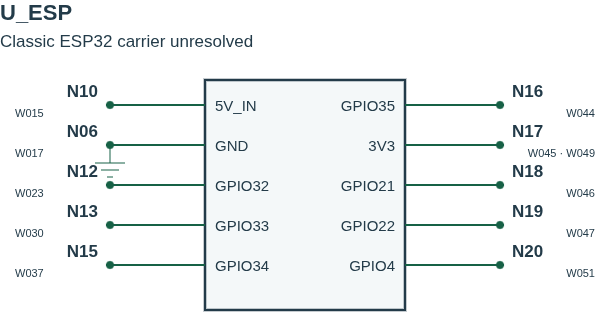 U_ESP
Classic ESP32 carrier unresolved
N10 N16
W015 5V_IN GPIO35 W044
N06 N17
W017 GND 3V3 W045 · W049
N12 N18
W023 GPIO32 GPIO21 W046
N13 N19
W030 GPIO33 GPIO22 W047
N15 N20
W037 GPIO34 GPIO4 W051